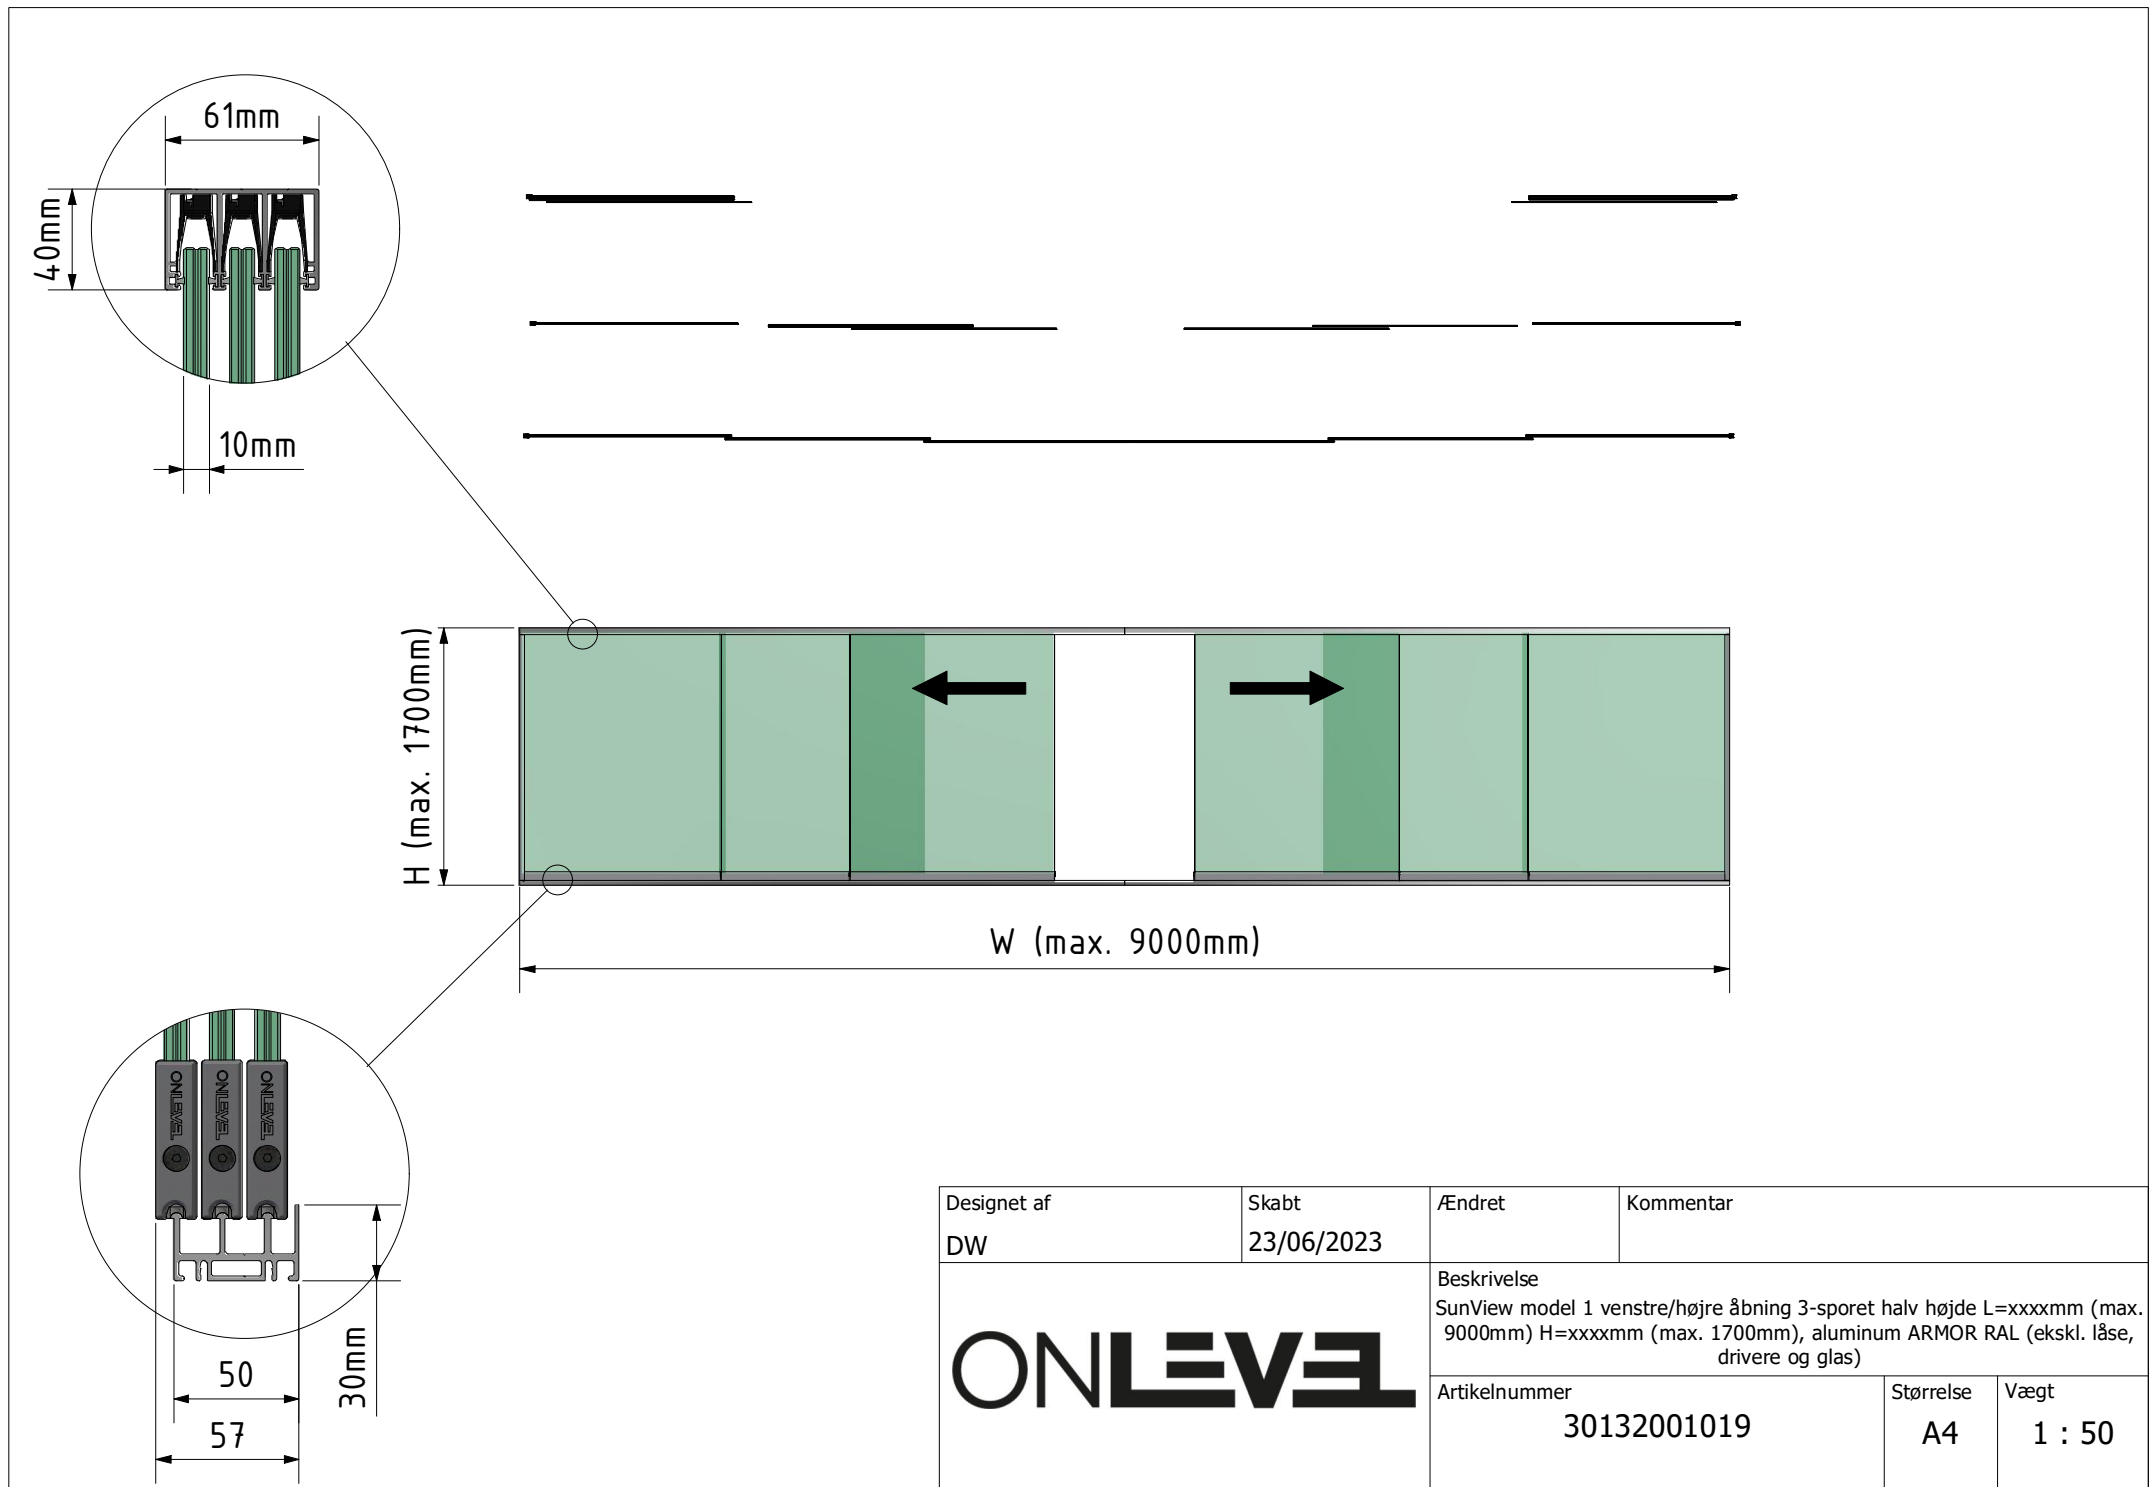 61mm
40mm
10mm
H (max. 1700mm)
W (max. 9000mm)
ONLEVEL
ONLEVEL
ONLEVEL
30mm
50
57
Designet af
DW
Skabt
23/06/2023
Ændret
Kommentar
ONLEVEL
Beskrivelse
SunView model 1 venstre/højre åbning 3-sporet halv højde L=xxxxmm (max.
9000mm) H=xxxxmm (max. 1700mm), aluminum ARMOR RAL (ekskl. låse,
drivere og glas)
Artikelnummer
30132001019
Størrelse
A4
Vægt
1 : 50